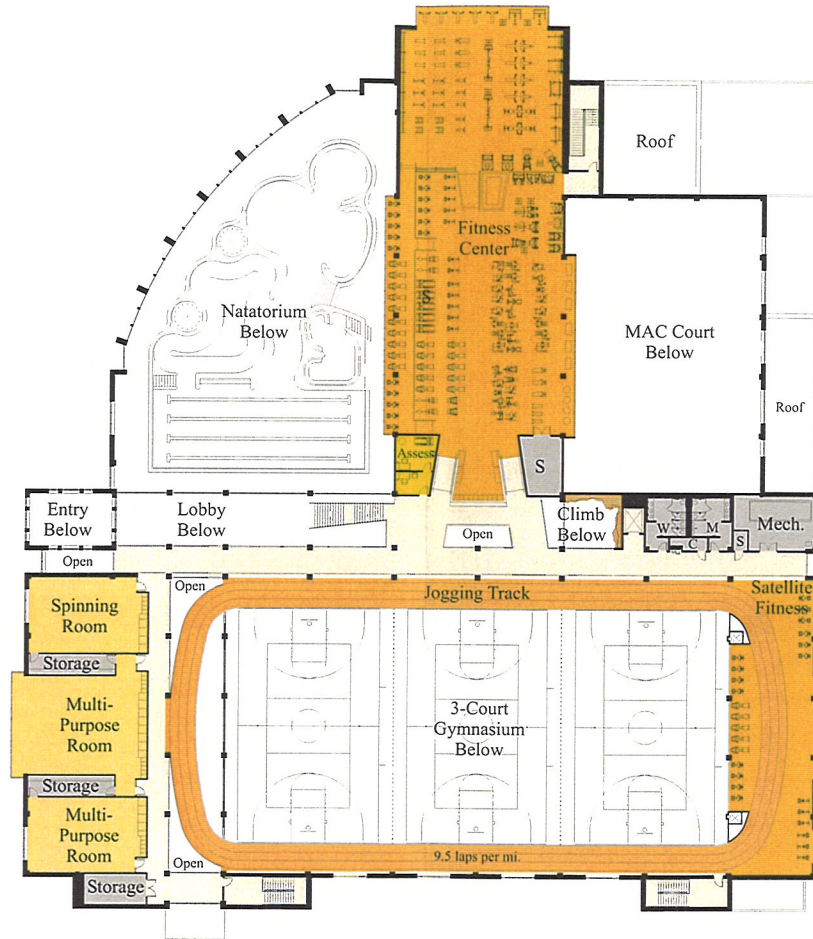 Roof
Fitness
Center
Natatorium
Below
MAC Court
Below
Roof
Assess
S
Entry
Below
Lobby
Below
Open
Climb
Below
W
M
C
S
Mech.
Open
Open
Spinning
Room
Jogging Track
Satellite
Fitness
Storage
Multi-
Purpose
Room
3-Court
Gymnasium
Below
Storage
Multi-
Purpose
Room
Open
9.5 laps per mi.
Storage